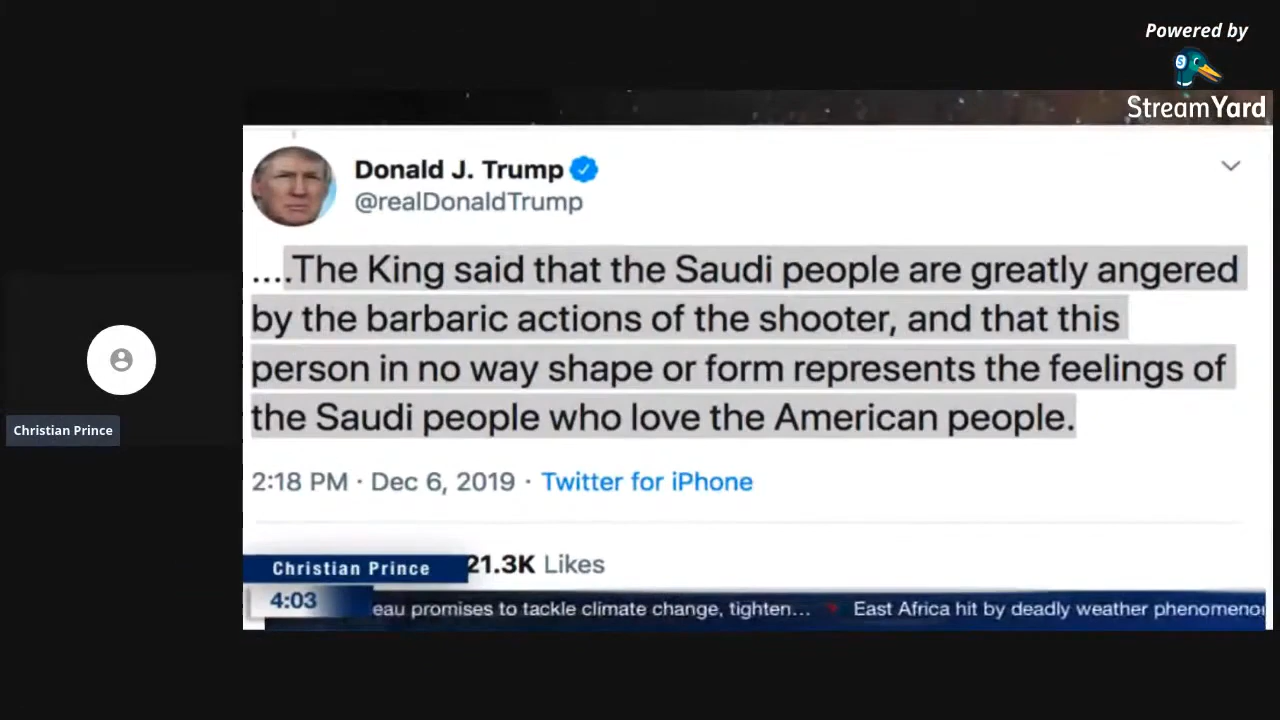 Powered by
StreamYard
Donald J. Trump
@realDonaldTrump
....The King said that the Saudi people are greatly angered
by the barbaric actions of the shooter, and that this
person in no way shape or form represents the feelings of
the Saudi people who love the American people.
2:18 PM · Dec 6, 2019 · Twitter for iPhone
21.3K Likes
Christian Prince
4:03
eau promises to tackle climate change, tighten... East Africa hit by deadly weather phenomenon
Christian Prince